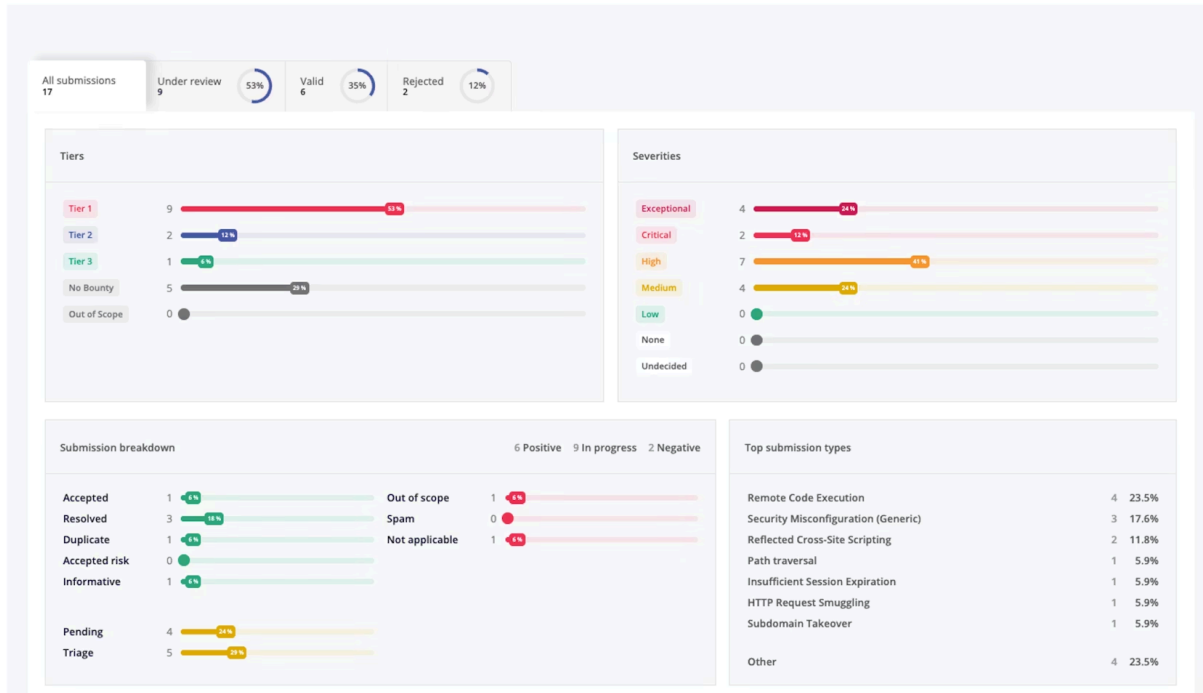 All submissions
17
Under review
9
53%
Valid
6
35%
Rejected
2
12%
Tiers
Tier 1 9 53 %
Tier 2 2 12 %
Tier 3 1 6 %
No Bounty 5 29 %
Out of Scope 0
Severities
Exceptional 4 24 %
Critical 2 12 %
High 7 41 %
Medium 4 24 %
Low 0
None 0
Undecided 0
Submission breakdown
6 Positive 9 In progress 2 Negative
Accepted 1 6 %
Resolved 3 18 %
Duplicate 1 6 %
Accepted risk 0
Informative 1 6 %
Pending 4 24 %
Triage 5 29 %
Out of scope 1 6 %
Spam 0
Not applicable 1 6 %
Top submission types
Remote Code Execution 4 23.5%
Security Misconfiguration (Generic) 3 17.6%
Reflected Cross-Site Scripting 2 11.8%
Path traversal 1 5.9%
Insufficient Session Expiration 1 5.9%
HTTP Request Smuggling 1 5.9%
Subdomain Takeover 1 5.9%
Other 4 23.5%